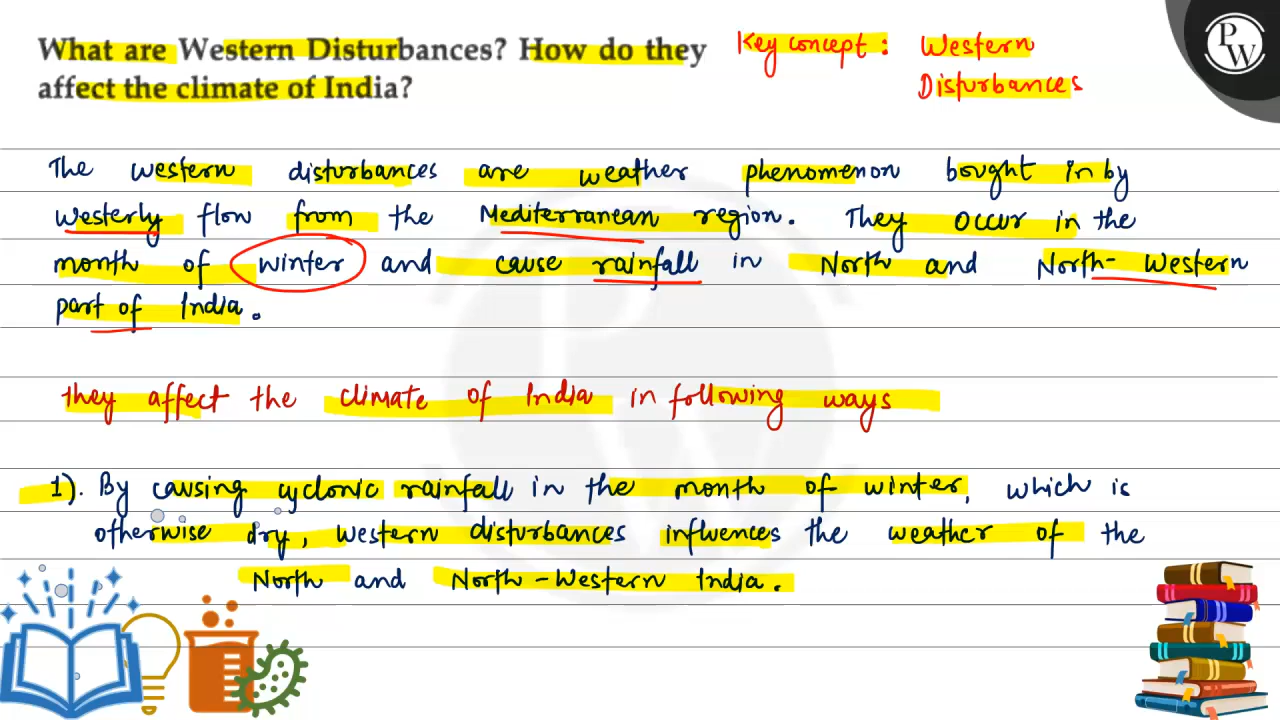 What are Western Disturbances? How do they
affect the climate of India?
Key concept: Western
Disturbances
PW
The western disturbances are weather phenomenon bought in by
westerly flow from the Mediterranean region. They occur in the
month of winter and cause rainfall in North and North-Western
part of India.
they affect the climate of India in following ways
1). By causing cyclonic rainfall in the month of winter, which is
otherwise dry, western disturbances influences the weather of the
North and North-Western India.